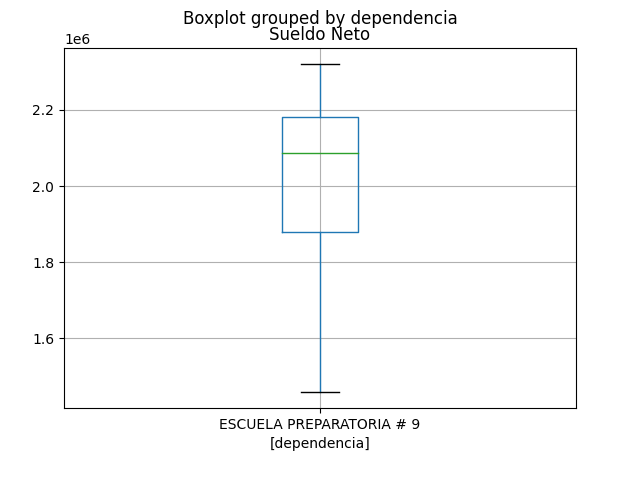 Boxplot grouped by dependencia
Sueldo Neto
1e6
2.2
2.0
1.8
1.6
ESCUELA PREPARATORIA # 9
[dependencia]